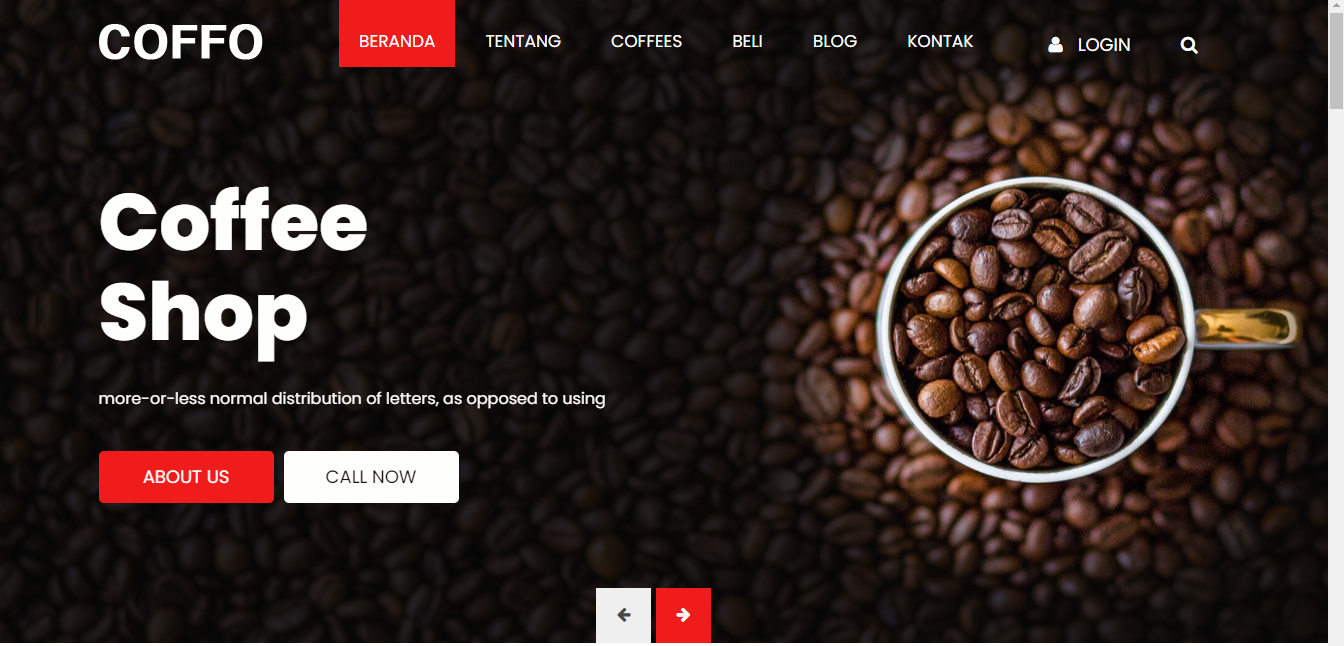 COFFO
BERANDA TENTANG COFFEES BELI BLOG KONTAK LOGIN
Coffee
Shop
more-or-less normal distribution of letters, as opposed to using
ABOUT US CALL NOW